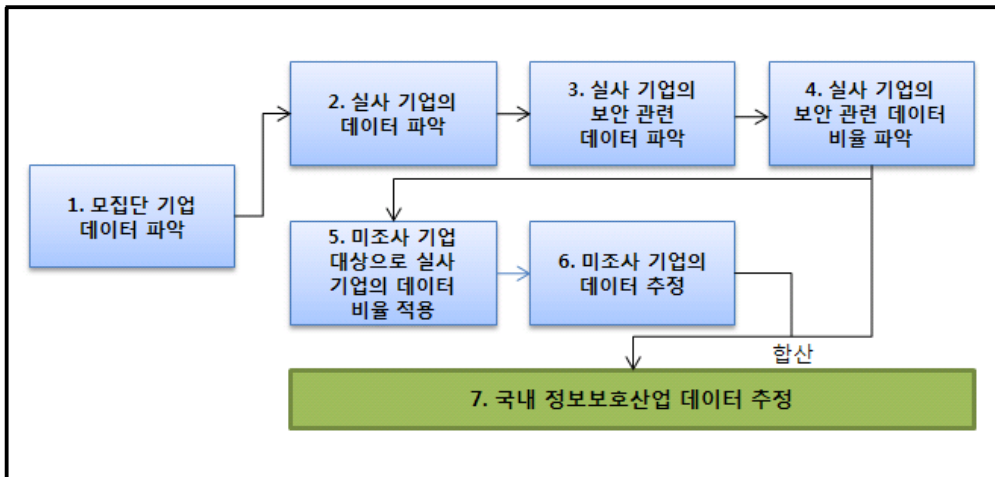 1. 모집단 기업
데이터 파악
2. 실사 기업의
데이터 파악
3. 실사 기업의
보안 관련
데이터 파악
4. 실사 기업의
보안 관련 데이터
비율 파악
5. 미조사 기업
대상으로 실사
기업의 데이터
비율 적용
6. 미조사 기업의
데이터 추정
합산
7. 국내 정보보호산업 데이터 추정